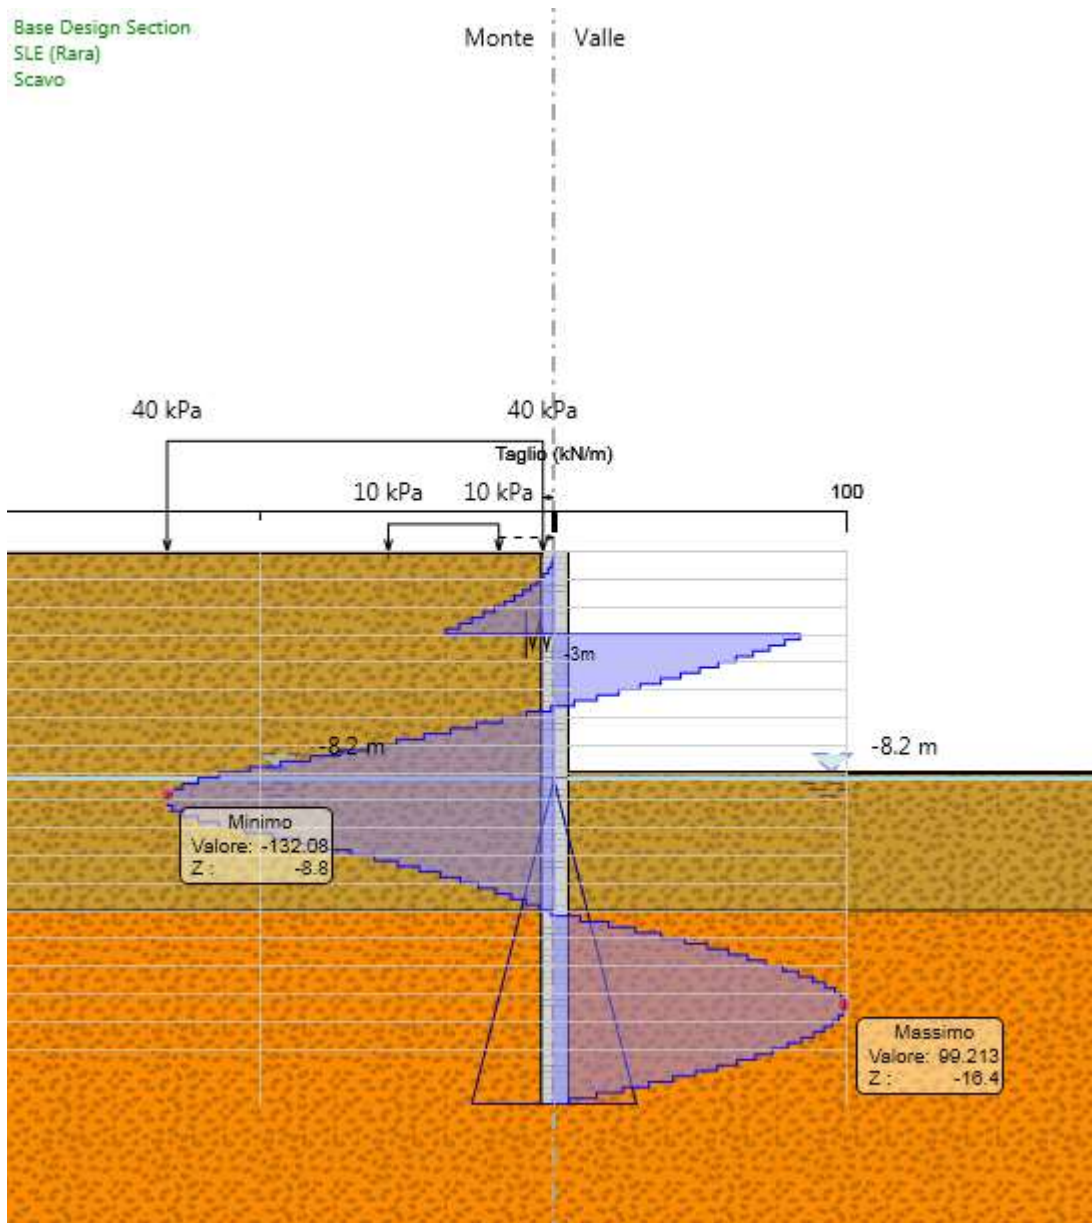 Base Design Section
SLE (Rara)
Scavo
Monte
Valle
40 kPa
40 kPa
Taglio (kN/m)
10 kPa
10 kPa
100
-3m
-8.2 m
-8.2 m
Minimo
Valore: -132.08
Z : -8.8
Massimo
Valore: 99.213
Z : -16.4